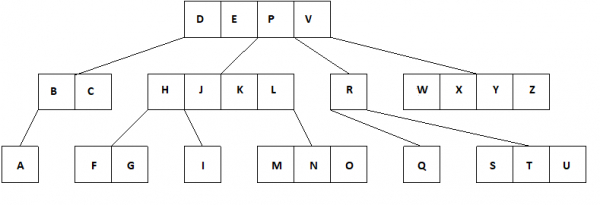 D E P V
B C H J K L R W X Y Z
A F G I M N O Q S T U